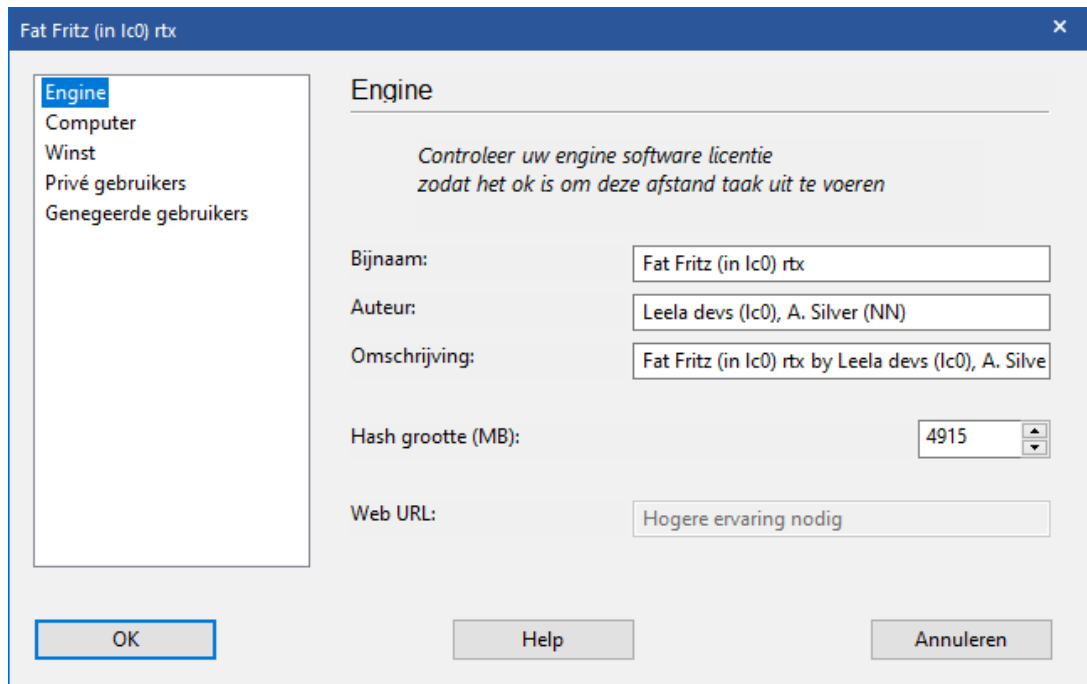 Fat Fritz (in lc0) rtx
Engine
Computer
Winst
Privé gebruikers
Genegeerde gebruikers
Engine
Controleer uw engine software licentie
zodat het ok is om deze afstand taak uit te voeren
Bijnaam:
Fat Fritz (in lc0) rtx
Auteur:
Leela devs (lc0), A. Silver (NN)
Omschrijving:
Fat Fritz (in lc0) rtx by Leela devs (lc0), A. Silve
Hash grootte (MB):
4915
Web URL:
Hogere ervaring nodig
OK
Help
Annuleren